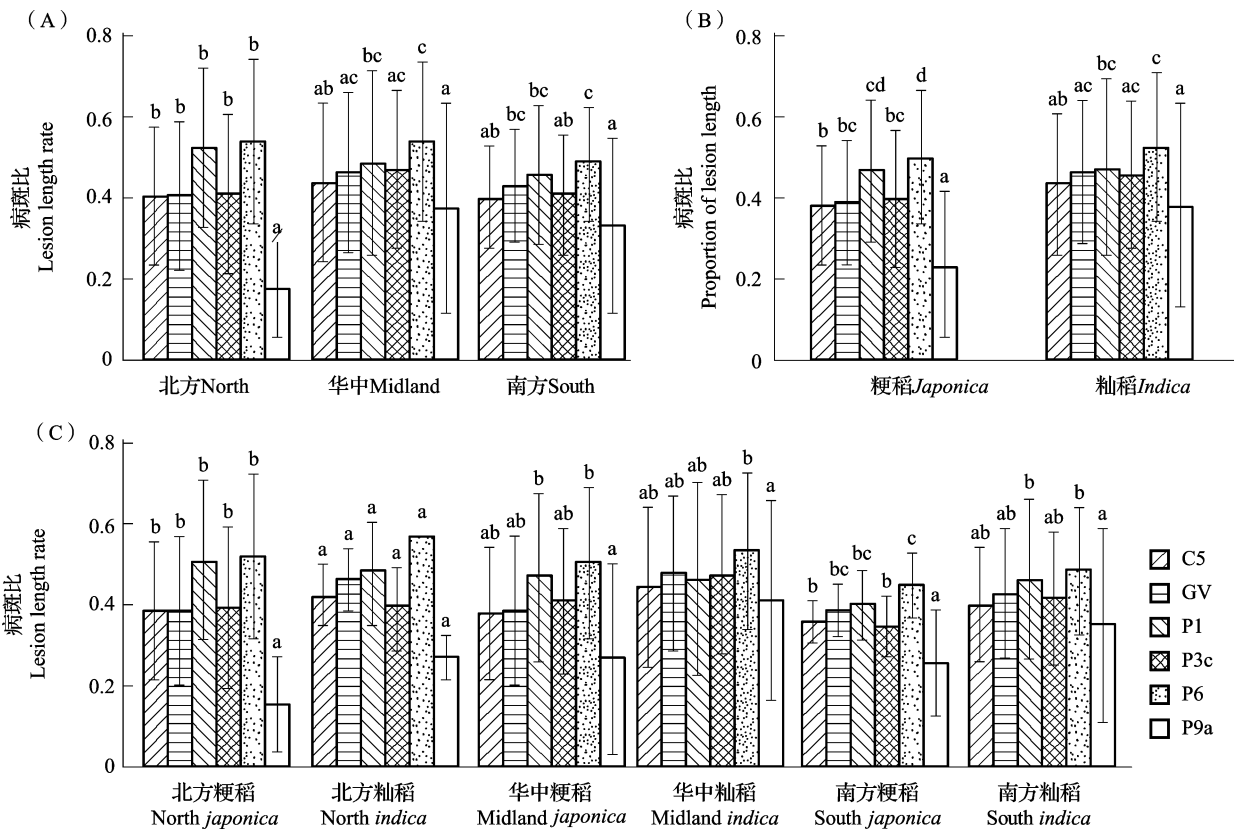 （A）
0.8
0.6
0.4
0.2
0
病斑比
Lesion length rate
b b b b b a
ab ac bc ac c a
ab bc bc ab c a
北方North 华中Midland 南方South
（B）
0.8
0.6
0.4
0.2
0
病斑比
Proportion of lesion length
b bc cd bc d a
ab ac bc ac c a
粳稻Japonica 籼稻Indica
（C）
0.8
0.6
0.4
0.2
0
病斑比
Lesion length rate
b b b b b a
a a a a a a
ab ab b ab b a
ab ab ab ab b a
b bc bc b c a
ab ab b ab b a
北方粳稻 北方籼稻 华中粳稻 华中籼稻 南方粳稻 南方籼稻
North japonica North indica Midland japonica Midland indica South japonica South indica
C5
GV
P1
P3c
P6
P9a